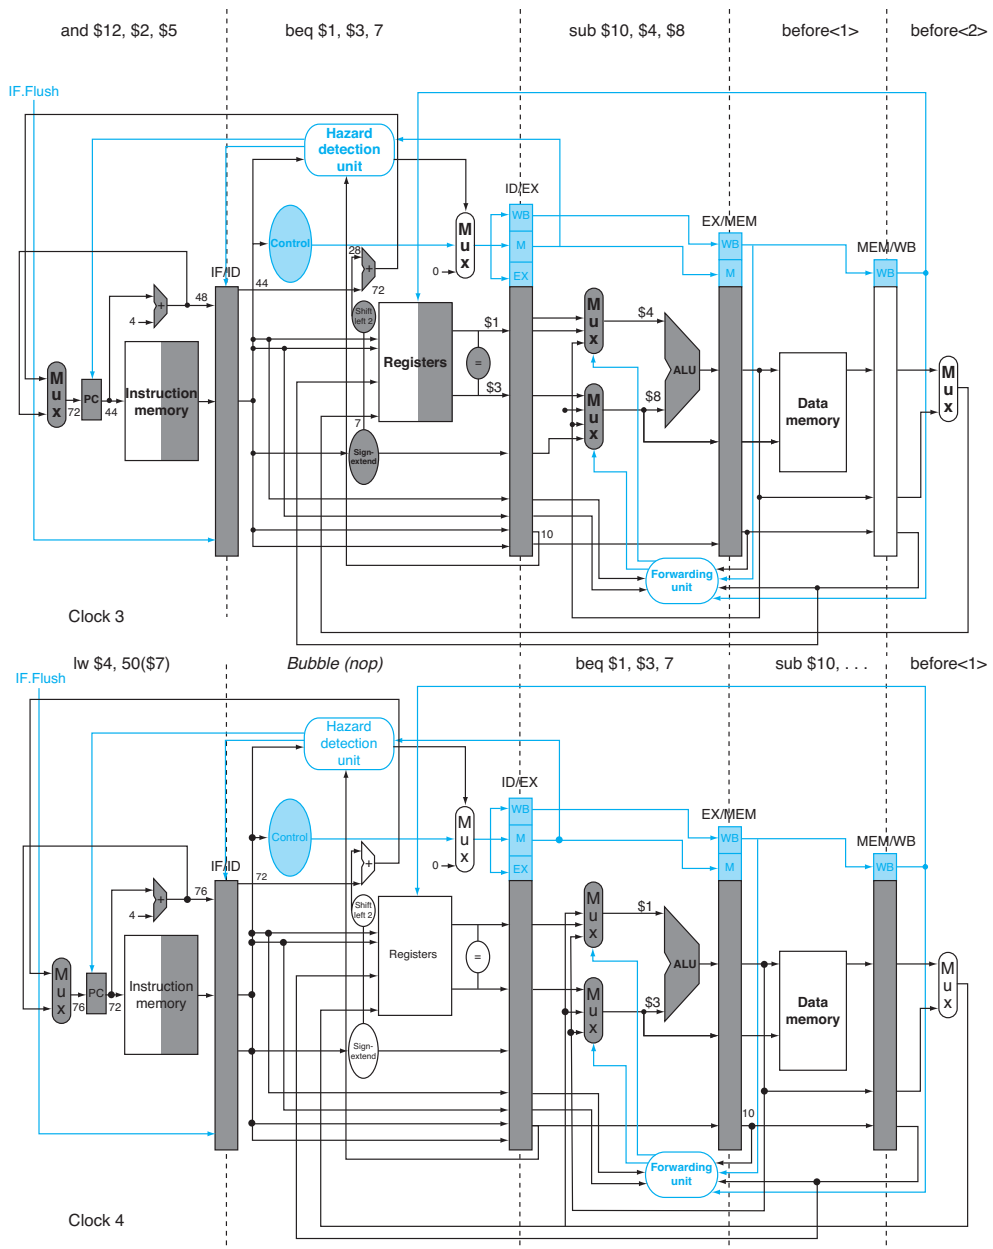 and $12, $2, $5
beq $1, $3, 7
sub $10, $4, $8
before<1>
before<2>
IF.Flush
Hazard
detection
unit
ID/EX
WB
EX/MEM
Control
M
u
x
M
WB
MEM/WB
28
+
0
EX
M
WB
IF/ID
44
72
48
+
4
Shift
left 2
M
u
x
$4
$1
Registers
=
ALU
M
u
x
PC
Instruction
memory
$3
M
u
x
$8
Data
memory
M
u
x
72
44
7
Sign-
extend
10
Forwarding
unit
Clock 3
lw $4, 50($7)
Bubble (nop)
beq $1, $3, 7
sub $10, . . .
before<1>
IF.Flush
Hazard
detection
unit
ID/EX
WB
EX/MEM
Control
M
u
x
M
WB
MEM/WB
+
0
EX
M
WB
IF/ID
72
76
+
4
Shift
left 2
M
u
x
$1
Registers
=
ALU
M
u
x
PC
Instruction
memory
M
u
x
$3
Data
memory
M
u
x
76
72
Sign-
extend
10
Forwarding
unit
Clock 4